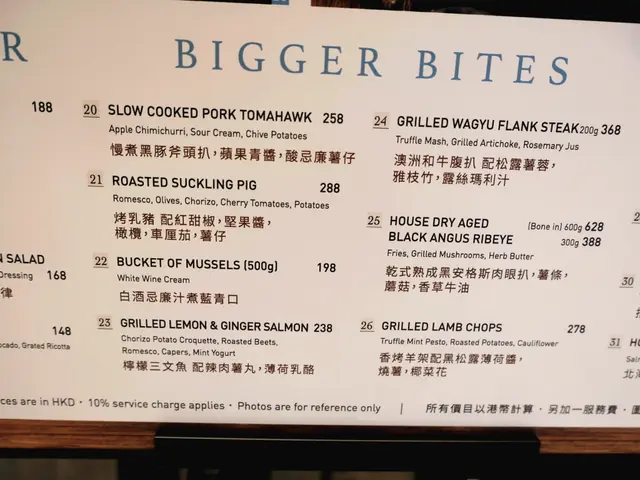 R
188
N SALAD
Dressing 168
律
148
Grated Ricotta
BIGGER BITES
20 SLOW COOKED PORK TOMAHAWK 258
Apple Chimichurri, Sour Cream, Chive Potatoes
慢煮黑豚斧頭扒，蘋果青醬，酸忌廉薯仔
21 ROASTED SUCKLING PIG 288
Romesco, Olives, Chorizo, Cherry Tomatoes, Potatoes
烤乳豬 配紅甜椒，堅果醬，
橄欖，車厘茄，薯仔
22 BUCKET OF MUSSELS (500g) 198
White Wine Cream
白酒忌廉汁煮藍青口
23 GRILLED LEMON & GINGER SALMON 238
Chorizo Potato Croquette, Roasted Beets,
Romesco, Capers, Mint Yogurt
檸檬三文魚 配辣肉薯丸，薄荷乳酪
24 GRILLED WAGYU FLANK STEAK 200g 368
Truffle Mash, Grilled Artichoke, Rosemary Jus
澳洲和牛腹扒 配松露薯蓉，
雅枝竹，露絲瑪利汁
25 HOUSE DRY AGED (Bone in) 600g 628
BLACK ANGUS RIBEYE 300g 388
Fries, Grilled Mushrooms, Herb Butter
乾式熟成黑安格斯肉眼扒，薯條，
蘑菇，香草牛油
26 GRILLED LAMB CHOPS 278
Truffle Mint Pesto, Roasted Potatoes, Cauliflower
香烤羊架配黑松露薄荷醬，
燒薯，椰菜花
30
31 H
are in HKD · 10% service charge applies · Photos are for reference only | 所有價目以港幣計算 · 另加一服務費 ·